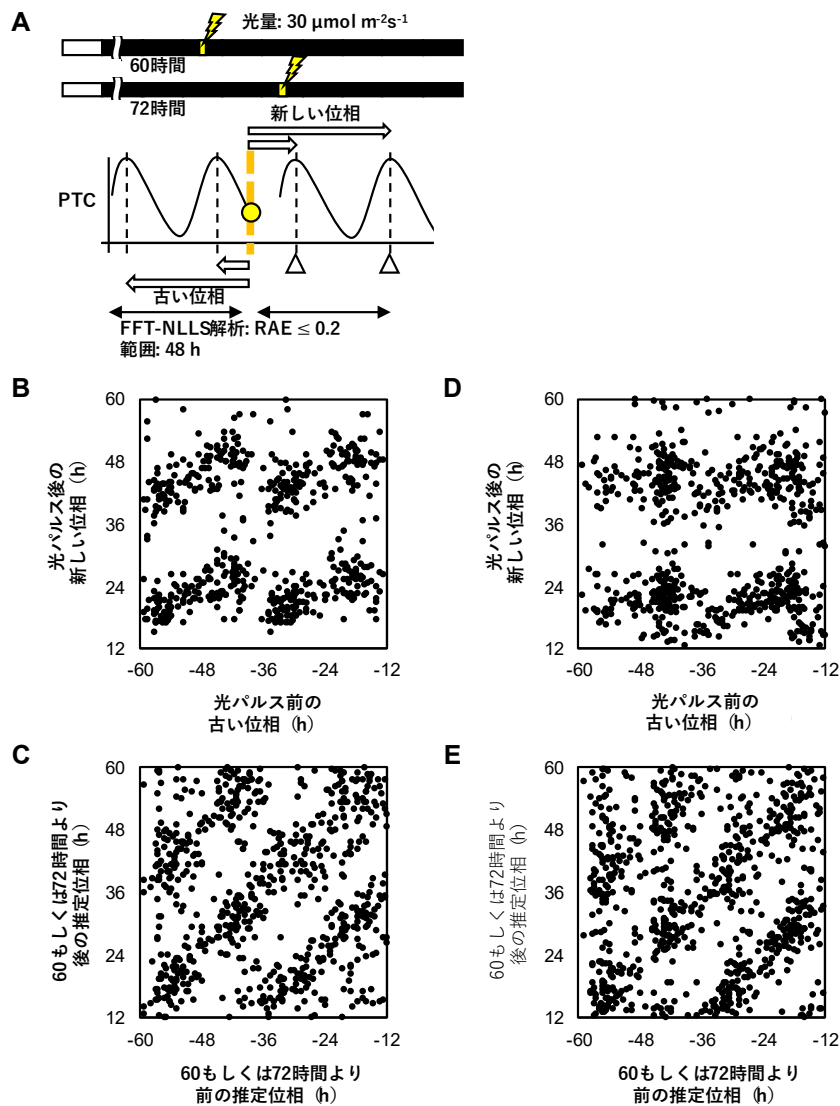 A
光量: 30 μmol m⁻²s⁻¹
60時間
72時間
新しい位相
PTC
古い位相
FFT-NLLS解析: RAE ≤ 0.2
範囲: 48 h
B
60
48
36
24
12
-60
-48
-36
-24
-12
光パルス後の
新しい位相（h）
光パルス前の
古い位相（h）
D
60
48
36
24
12
-60
-48
-36
-24
-12
光パルス後の
新しい位相（h）
光パルス前の
古い位相（h）
C
60
48
36
24
12
-60
-48
-36
-24
-12
60もしくは72時間より
後の推定位相（h）
60もしくは72時間より
前の推定位相（h）
E
60
48
36
24
12
-60
-48
-36
-24
-12
60もしくは72時間より
後の推定位相（h）
60もしくは72時間より
前の推定位相（h）